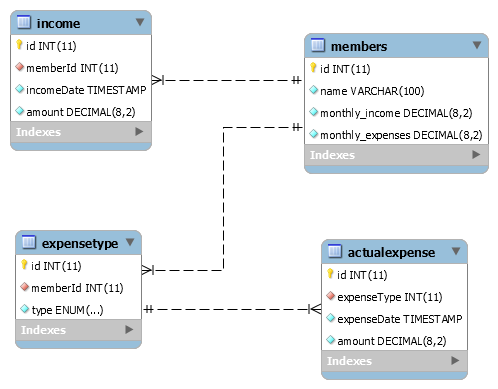 income
id INT(11)
memberId INT(11)
incomeDate TIMESTAMP
amount DECIMAL(8,2)
Indexes
members
id INT(11)
name VARCHAR(100)
monthly_income DECIMAL(8,2)
monthly_expenses DECIMAL(8,2)
Indexes
expensetype
id INT(11)
memberId INT(11)
type ENUM(...)
Indexes
actualexpense
id INT(11)
expenseType INT(11)
expenseDate TIMESTAMP
amount DECIMAL(8,2)
Indexes